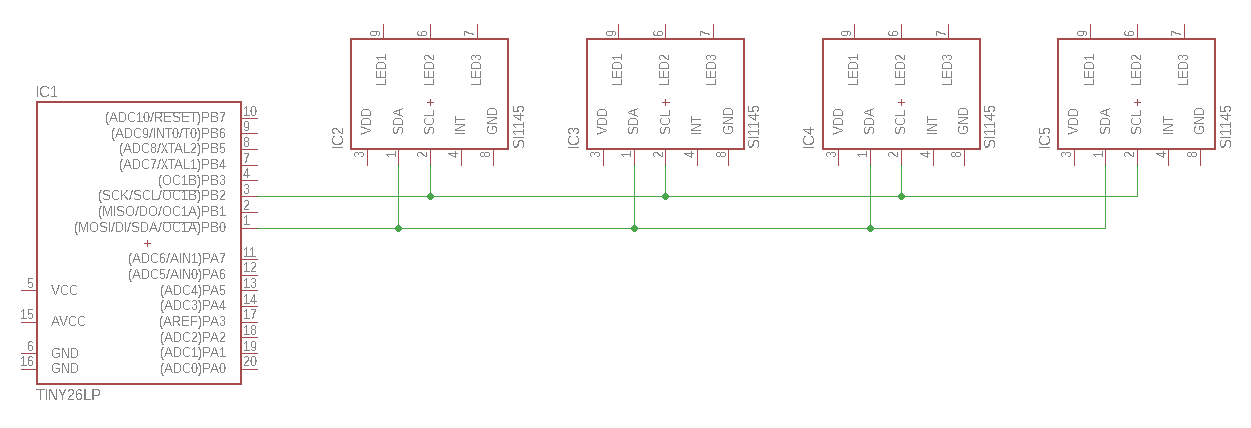 9 6 7
LED1 LED2 LED3
VDD SDA SCL + INT GND
IC2
SI1145
3 1 2 4 8
9 6 7
LED1 LED2 LED3
VDD SDA SCL + INT GND
IC3
SI1145
3 1 2 4 8
9 6 7
LED1 LED2 LED3
VDD SDA SCL + INT GND
IC4
SI1145
3 1 2 4 8
9 6 7
LED1 LED2 LED3
VDD SDA SCL + INT GND
IC5
SI1145
3 1 2 4 8
IC1
(ADC10/RESET)PB7 10
(ADC9/INT0/T0)PB6 9
(ADC8/XTAL2)PB5 8
(ADC7/XTAL1)PB4 7
(OC1B)PB3 4
(SCK/SCL/OC1B)PB2 3
(MISO/DO/OC1A)PB1 2
(MOSI/DI/SDA/OC1A)PB0 1
+
(ADC6/AIN1)PA7 11
(ADC5/AIN0)PA6 12
5 VCC (ADC4)PA5 13
(ADC3)PA4 14
15 AVCC (AREF)PA3 17
(ADC2)PA2 18
6 GND (ADC1)PA1 19
16 GND (ADC0)PA0 20
TINY26LP